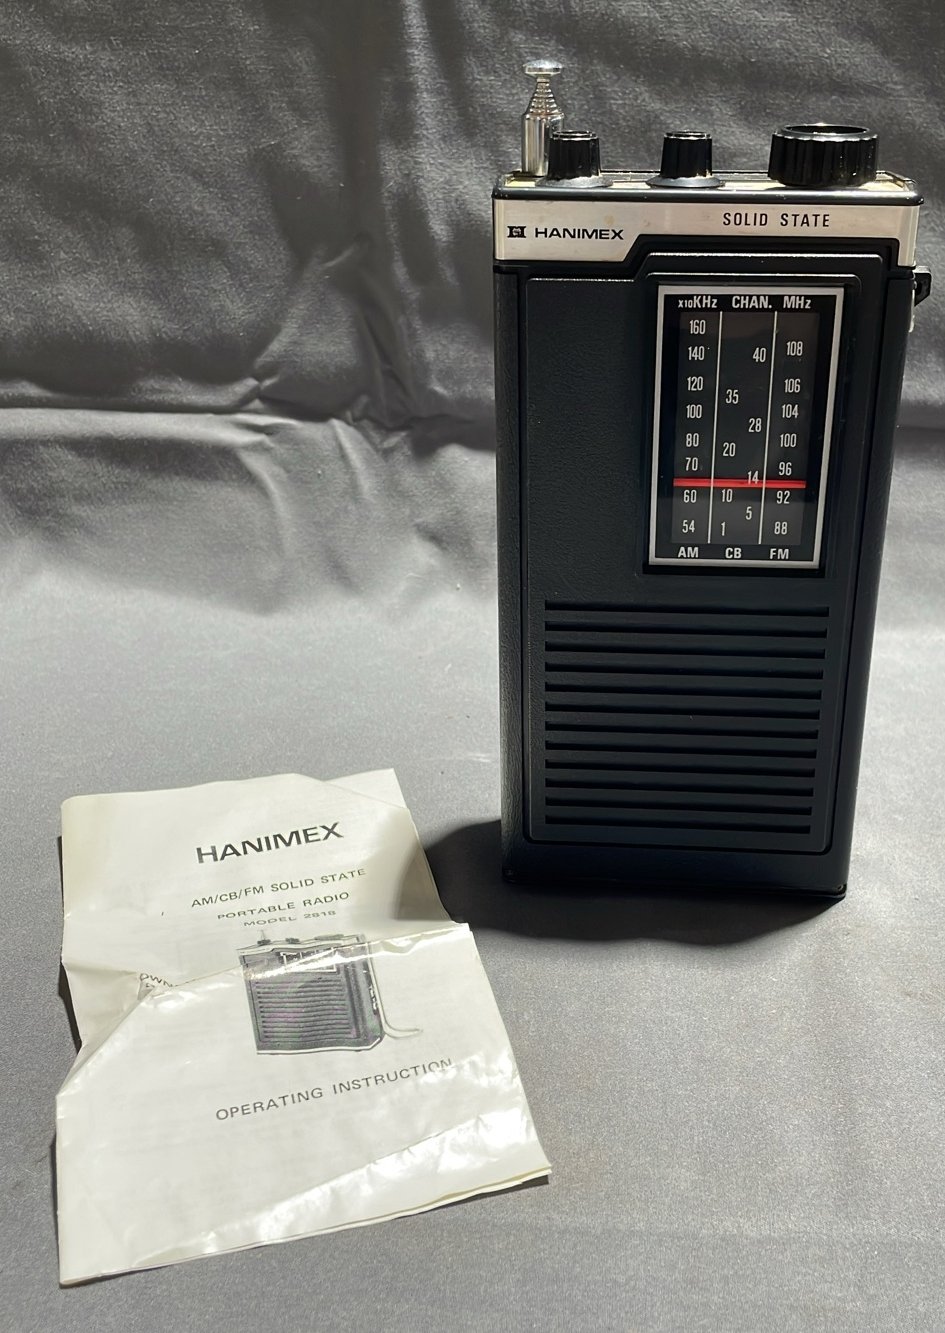 HANIMEX
SOLID STATE
x10KHz CHAN. MHz
160
140 40 108
120 35 106
100 28 104
80 20 100
70 14 96
60 10 92
54 1 5 88
AM CB FM
HANIMEX
AM/CB/FM SOLID STATE
PORTABLE RADIO
MODEL 2818
OPERATING INSTRUCTION